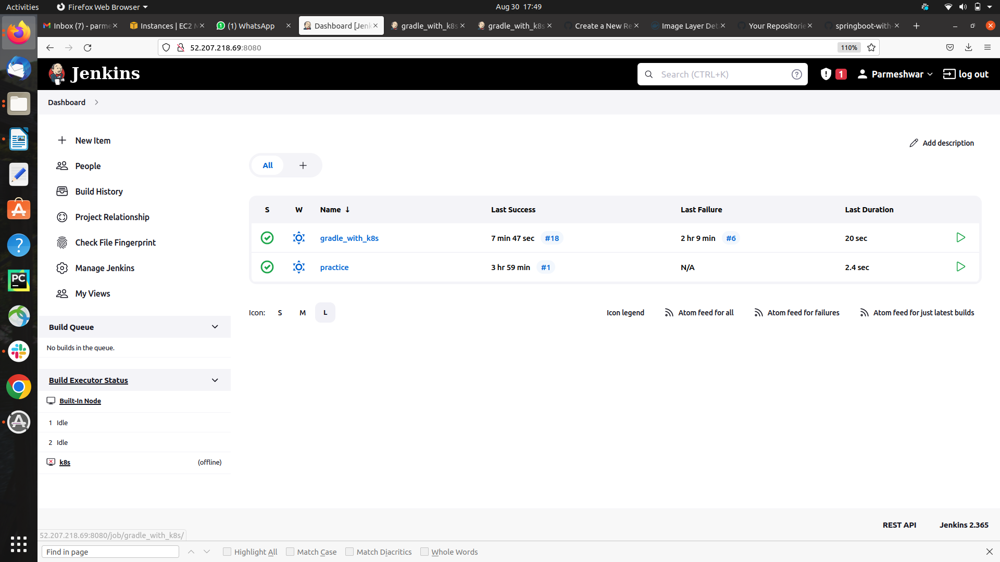 Activities Firefox Web Browser Aug 30 17:49
Inbox (7) - parme Instances | EC2 M (1) WhatsApp Dashboard [Jenk gradle_with_k8s gradle_with_k8s Create a New Re Image Layer Det Your Repositorie springboot-with-
52.207.218.69:8080 110%
Jenkins Search (CTRL+K) 1 Parmeshwar log out
Dashboard
New Item
Add description
People
All +
Build History
Project Relationship
Check File Fingerprint
Manage Jenkins
My Views
S W Name ↓ Last Success Last Failure Last Duration
gradle_with_k8s 7 min 47 sec #18 2 hr 9 min #6 20 sec
practice 3 hr 59 min #1 N/A 2.4 sec
Icon: S M L Icon legend Atom feed for all Atom feed for failures Atom feed for just latest builds
Build Queue
No builds in the queue.
Build Executor Status
Built-In Node
1 Idle
2 Idle
k8s (offline)
REST API Jenkins 2.365
52.207.218.69:8080/job/gradle_with_k8s/
Find in page Highlight All Match Case Match Diacritics Whole Words